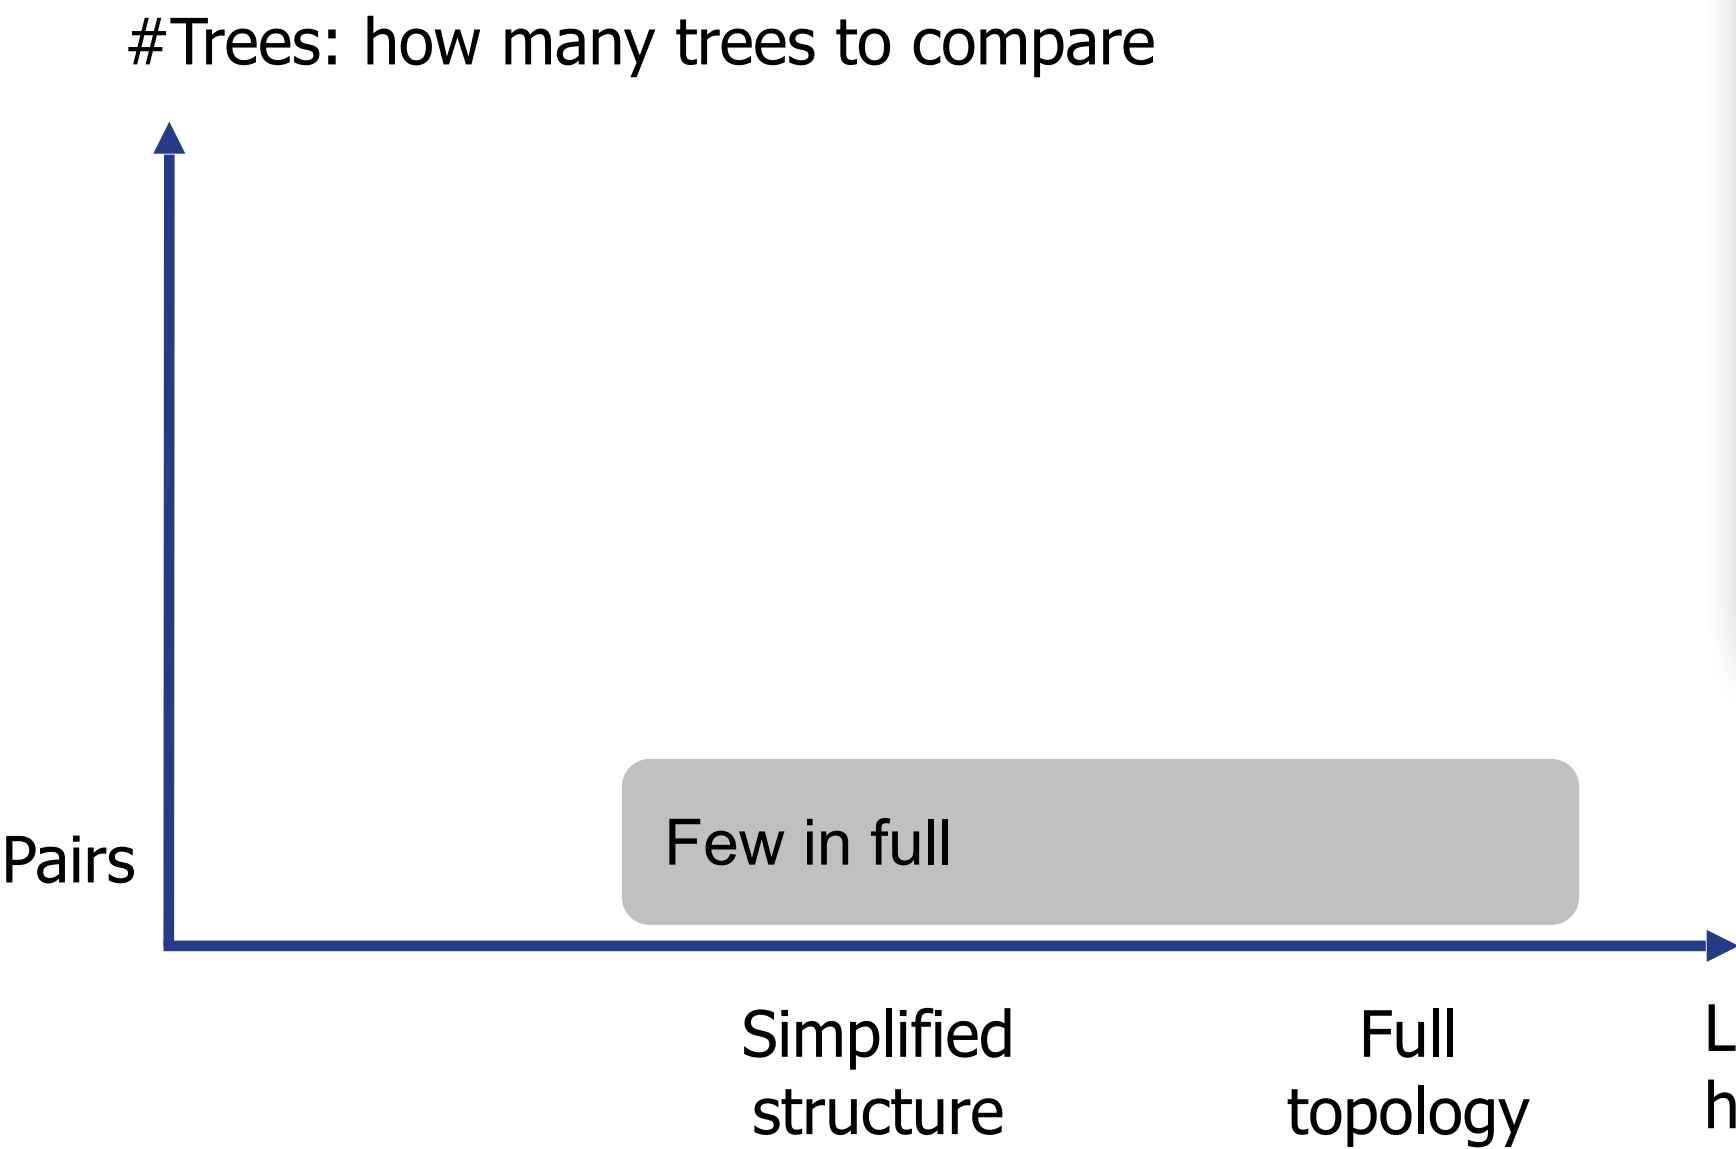 #Trees: how many trees to compare
Few in full
Pairs
Simplified
structure
Full
topology